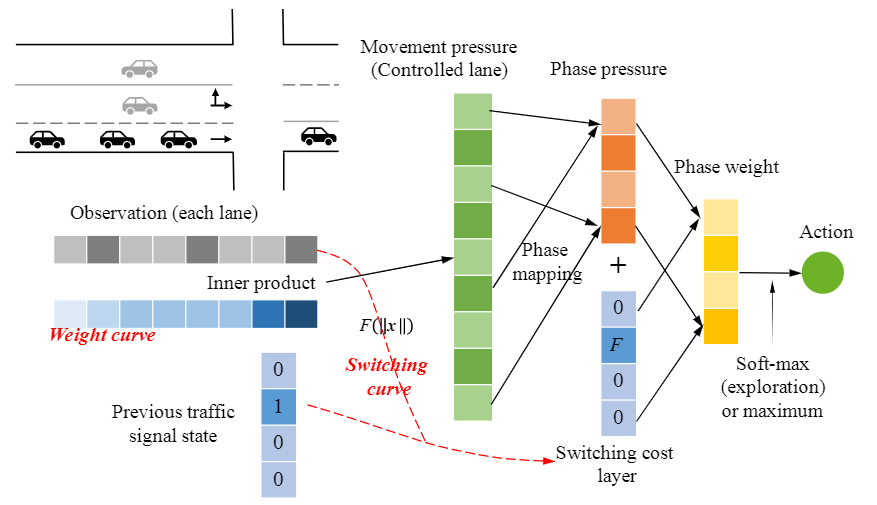 Movement pressure
(Controlled lane)
Phase pressure
Phase weight
Observation (each lane)
Action
Inner product
Phase
mapping
+
Weight curve
F(||x||)
Switching
curve
0
F
0
0
Soft-max
(exploration)
or maximum
Previous traffic
signal state
0
1
0
0
Switching cost
layer